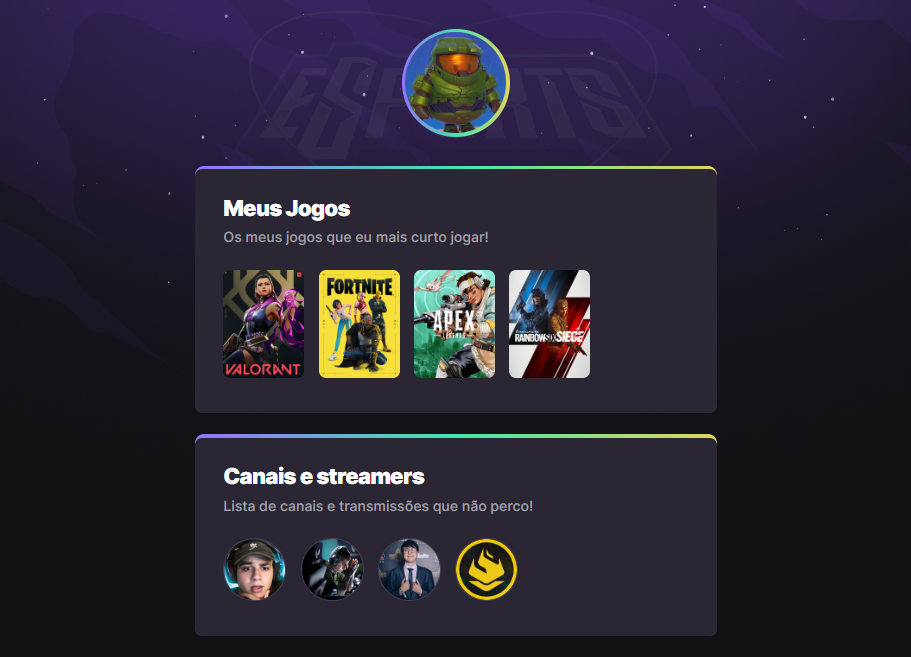 ESPORTS
Meus Jogos
Os meus jogos que eu mais curto jogar!
VALORANT
FORTNITE
APEX
LEGENDS
RAINBOW SIX SIEGE
Canais e streamers
Lista de canais e transmissões que não perco!